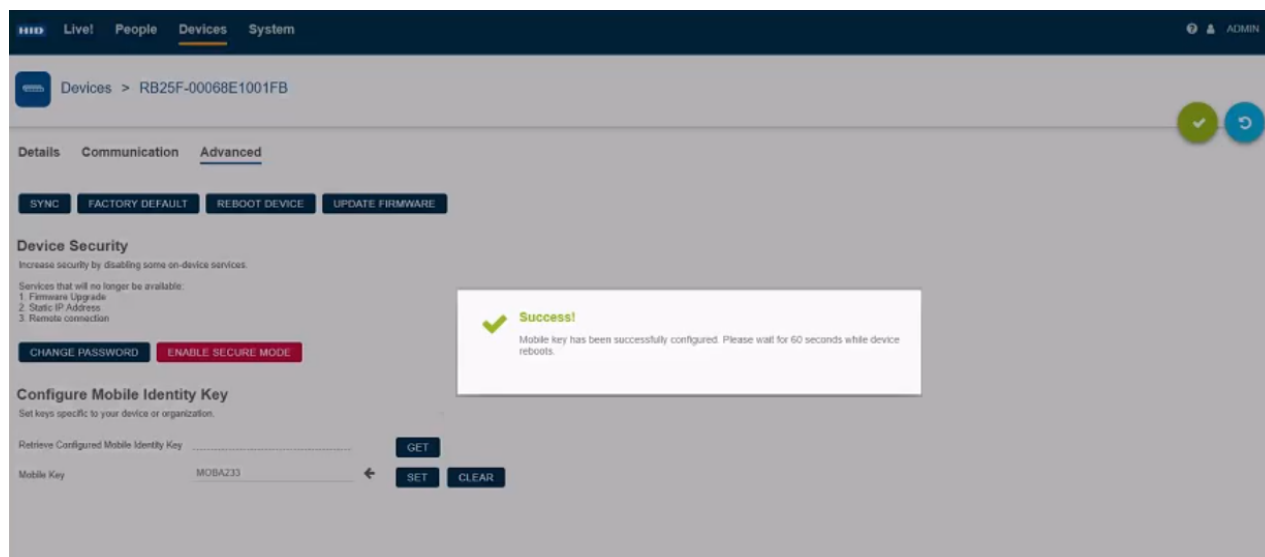 HID Live! People Devices System ADMIN
Devices > RB25F-00068E1001FB
Details Communication Advanced
SYNC FACTORY DEFAULT REBOOT DEVICE UPDATE FIRMWARE
Device Security
Increase security by disabling some on-device services.
Services that will no longer be available:
1. Firmware Upgrade
2. Static IP Address
3. Remote connection
CHANGE PASSWORD ENABLE SECURE MODE
Success!
Mobile key has been successfully configured. Please wait for 60 seconds while device
reboots.
Configure Mobile Identity Key
Set keys specific to your device or organization.
Retrieve Configured Mobile Identity Key GET
Mobile Key MOBA233 SET CLEAR